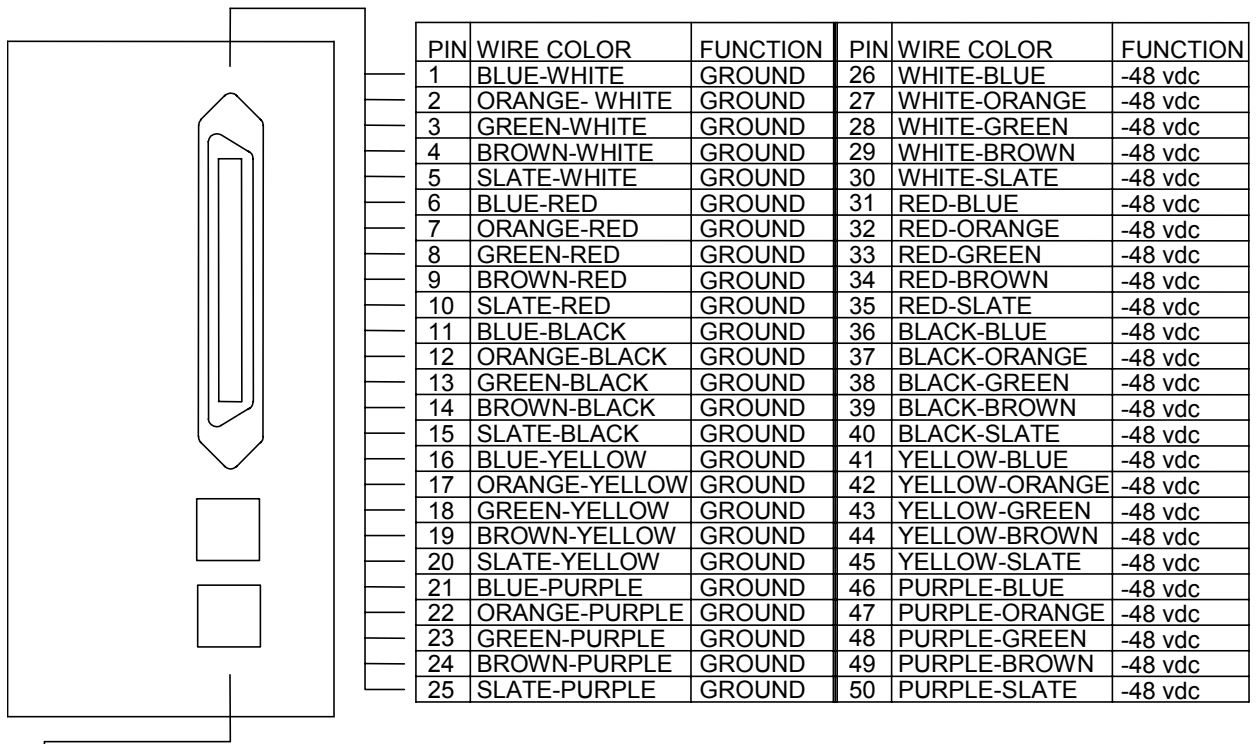 PIN WIRE COLOR FUNCTION PIN WIRE COLOR FUNCTION
1 BLUE-WHITE GROUND 26 WHITE-BLUE -48 vdc
2 ORANGE- WHITE GROUND 27 WHITE-ORANGE -48 vdc
3 GREEN-WHITE GROUND 28 WHITE-GREEN -48 vdc
4 BROWN-WHITE GROUND 29 WHITE-BROWN -48 vdc
5 SLATE-WHITE GROUND 30 WHITE-SLATE -48 vdc
6 BLUE-RED GROUND 31 RED-BLUE -48 vdc
7 ORANGE-RED GROUND 32 RED-ORANGE -48 vdc
8 GREEN-RED GROUND 33 RED-GREEN -48 vdc
9 BROWN-RED GROUND 34 RED-BROWN -48 vdc
10 SLATE-RED GROUND 35 RED-SLATE -48 vdc
11 BLUE-BLACK GROUND 36 BLACK-BLUE -48 vdc
12 ORANGE-BLACK GROUND 37 BLACK-ORANGE -48 vdc
13 GREEN-BLACK GROUND 38 BLACK-GREEN -48 vdc
14 BROWN-BLACK GROUND 39 BLACK-BROWN -48 vdc
15 SLATE-BLACK GROUND 40 BLACK-SLATE -48 vdc
16 BLUE-YELLOW GROUND 41 YELLOW-BLUE -48 vdc
17 ORANGE-YELLOW GROUND 42 YELLOW-ORANGE -48 vdc
18 GREEN-YELLOW GROUND 43 YELLOW-GREEN -48 vdc
19 BROWN-YELLOW GROUND 44 YELLOW-BROWN -48 vdc
20 SLATE-YELLOW GROUND 45 YELLOW-SLATE -48 vdc
21 BLUE-PURPLE GROUND 46 PURPLE-BLUE -48 vdc
22 ORANGE-PURPLE GROUND 47 PURPLE-ORANGE -48 vdc
23 GREEN-PURPLE GROUND 48 PURPLE-GREEN -48 vdc
24 BROWN-PURPLE GROUND 49 PURPLE-BROWN -48 vdc
25 SLATE-PURPLE GROUND 50 PURPLE-SLATE -48 vdc